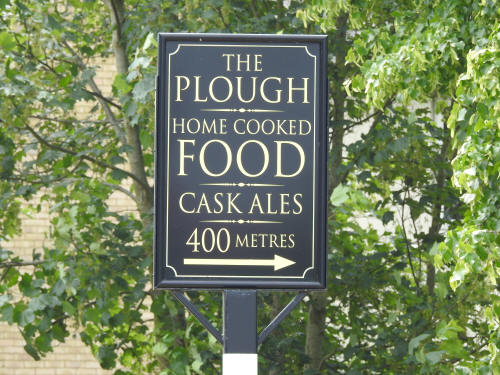 THE
PLOUGH
HOME COOKED
FOOD
CASK ALES
400 METRES